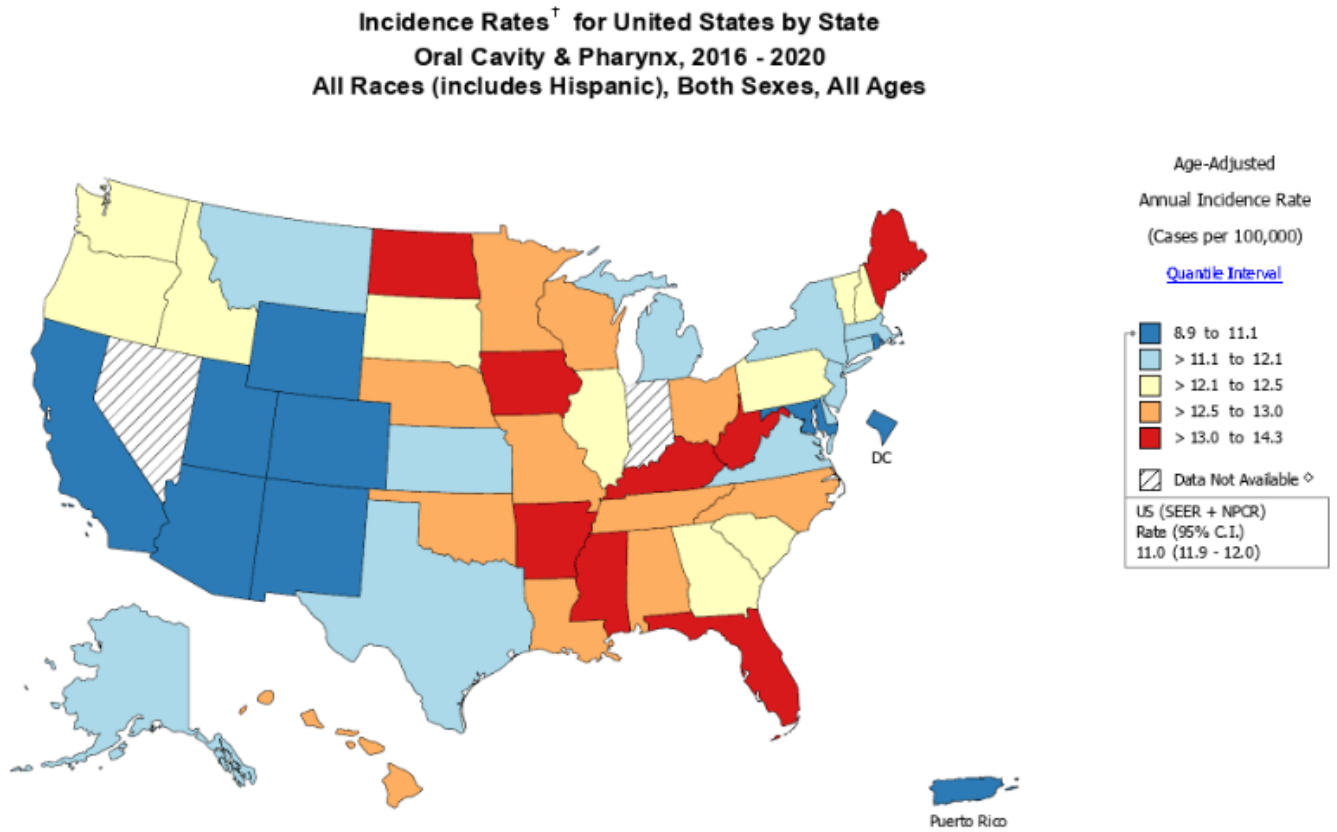 Incidence Rates† for United States by State
Oral Cavity & Pharynx, 2016 - 2020
All Races (includes Hispanic), Both Sexes, All Ages
Age-Adjusted
Annual Incidence Rate
(Cases per 100,000)
Quantile Interval
8.9 to 11.1
> 11.1 to 12.1
> 12.1 to 12.5
> 12.5 to 13.0
> 13.0 to 14.3
Data Not Available ◇
US (SEER + NPCR)
Rate (95% C.I.)
11.0 (11.9 - 12.0)
DC
Puerto Rico